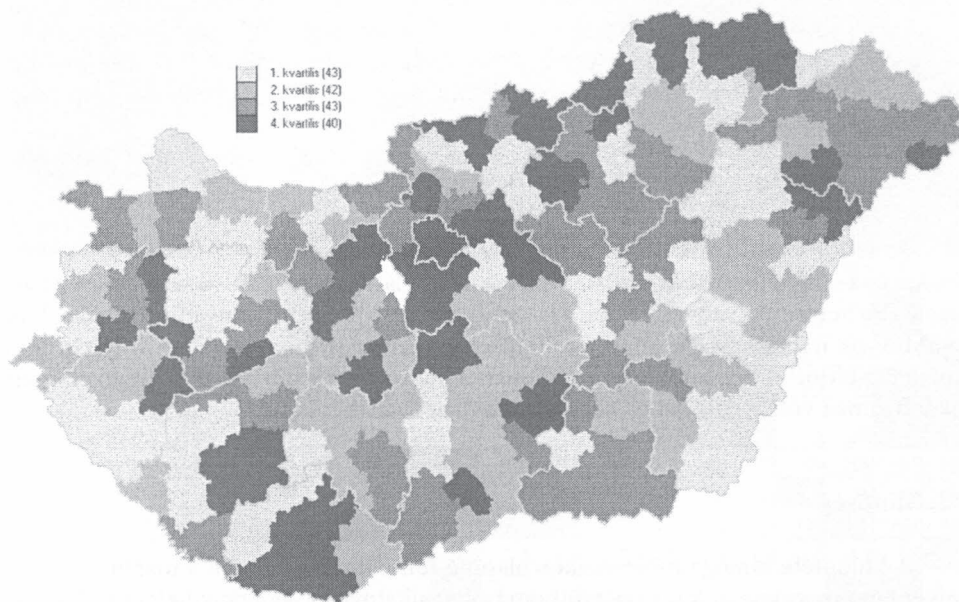 1. kvartilis (43)
2. kvartilis (42)
3. kvartilis (43)
4. kvartilis (40)